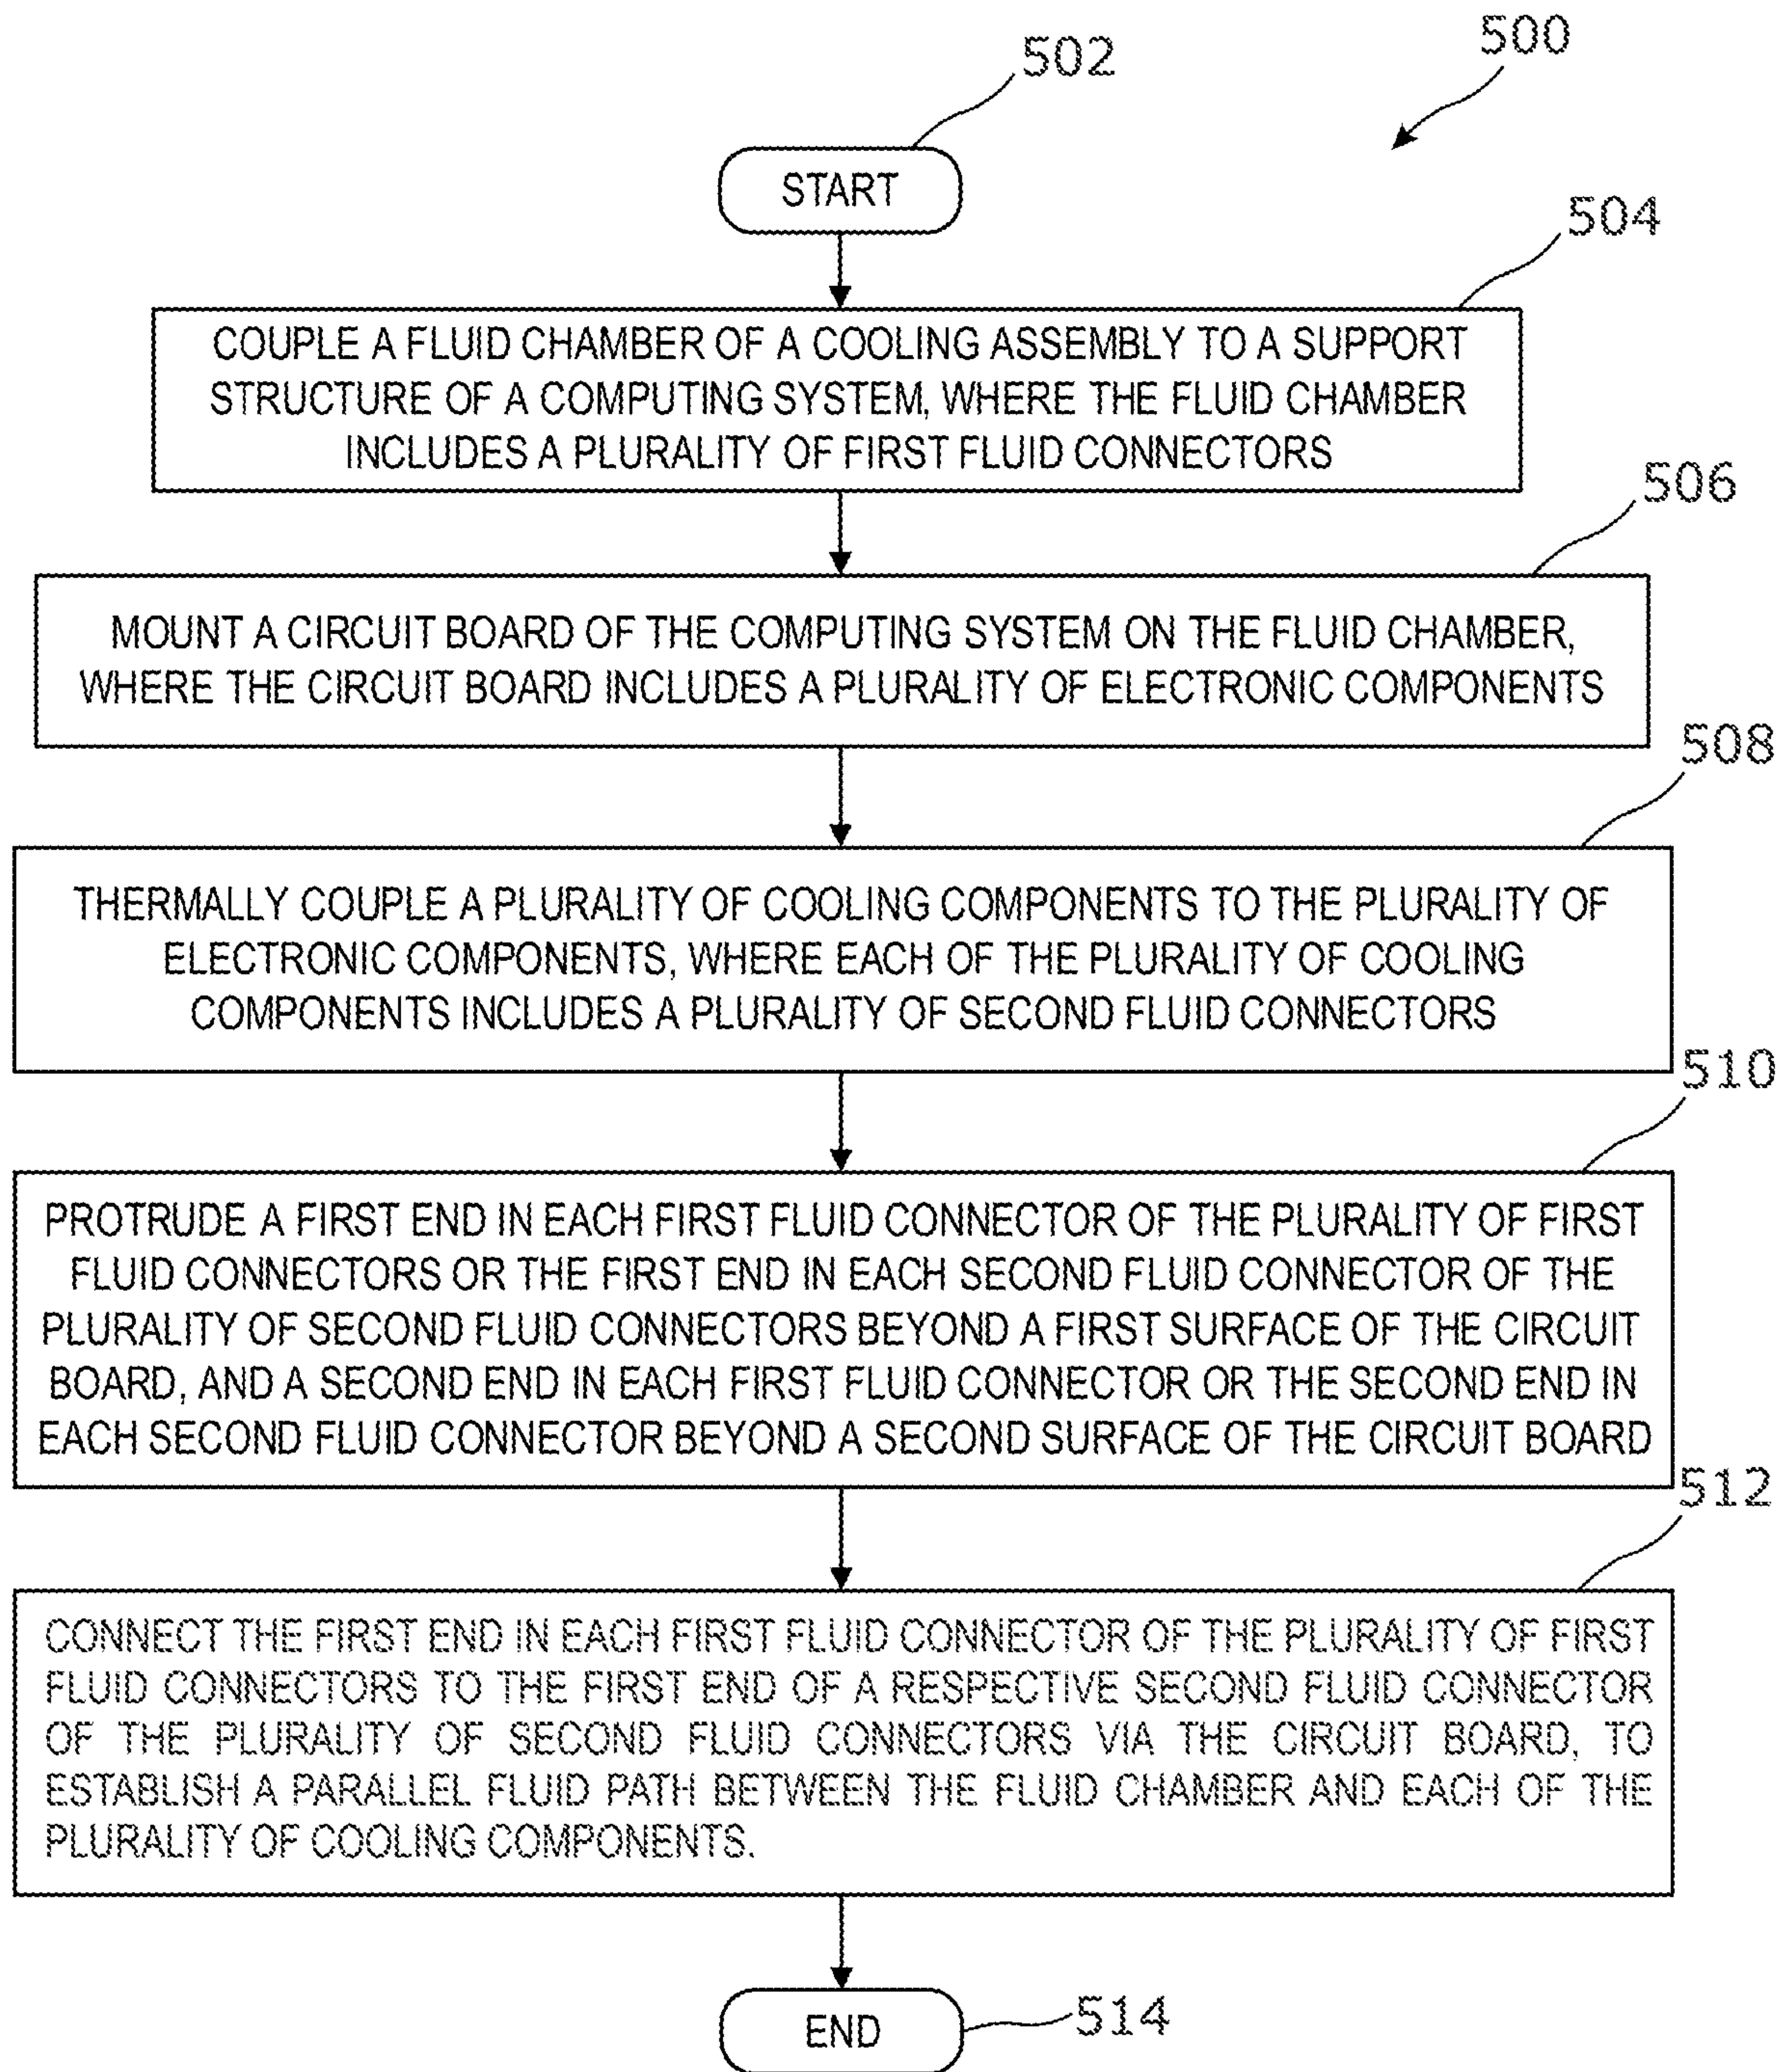 502
500
START
504
COUPLE A FLUID CHAMBER OF A COOLING ASSEMBLY TO A SUPPORT
STRUCTURE OF A COMPUTING SYSTEM, WHERE THE FLUID CHAMBER
INCLUDES A PLURALITY OF FIRST FLUID CONNECTORS
506
MOUNT A CIRCUIT BOARD OF THE COMPUTING SYSTEM ON THE FLUID CHAMBER,
WHERE THE CIRCUIT BOARD INCLUDES A PLURALITY OF ELECTRONIC COMPONENTS
508
THERMALLY COUPLE A PLURALITY OF COOLING COMPONENTS TO THE PLURALITY OF
ELECTRONIC COMPONENTS, WHERE EACH OF THE PLURALITY OF COOLING
COMPONENTS INCLUDES A PLURALITY OF SECOND FLUID CONNECTORS
510
PROTRUDE A FIRST END IN EACH FIRST FLUID CONNECTOR OF THE PLURALITY OF FIRST
FLUID CONNECTORS OR THE FIRST END IN EACH SECOND FLUID CONNECTOR OF THE
PLURALITY OF SECOND FLUID CONNECTORS BEYOND A FIRST SURFACE OF THE CIRCUIT
BOARD, AND A SECOND END IN EACH FIRST FLUID CONNECTOR OR THE SECOND END IN
EACH SECOND FLUID CONNECTOR BEYOND A SECOND SURFACE OF THE CIRCUIT BOARD
512
CONNECT THE FIRST END IN EACH FIRST FLUID CONNECTOR OF THE PLURALITY OF FIRST
FLUID CONNECTORS TO THE FIRST END OF A RESPECTIVE SECOND FLUID CONNECTOR
OF THE PLURALITY OF SECOND FLUID CONNECTORS VIA THE CIRCUIT BOARD, TO
ESTABLISH A PARALLEL FLUID PATH BETWEEN THE FLUID CHAMBER AND EACH OF THE
PLURALITY OF COOLING COMPONENTS.
END
514